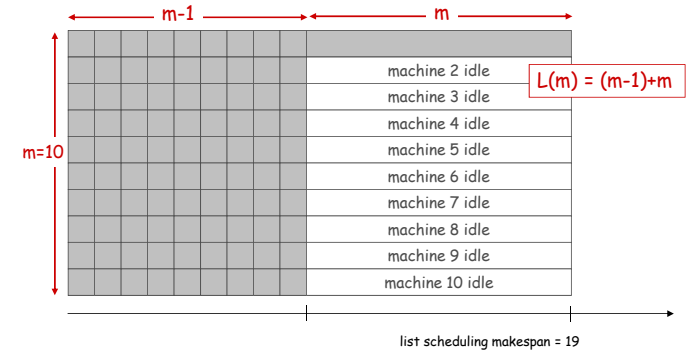 m-1
m
machine 2 idle
L(m) = (m-1)+m
machine 3 idle
machine 4 idle
m=10
machine 5 idle
machine 6 idle
machine 7 idle
machine 8 idle
machine 9 idle
machine 10 idle
list scheduling makespan = 19